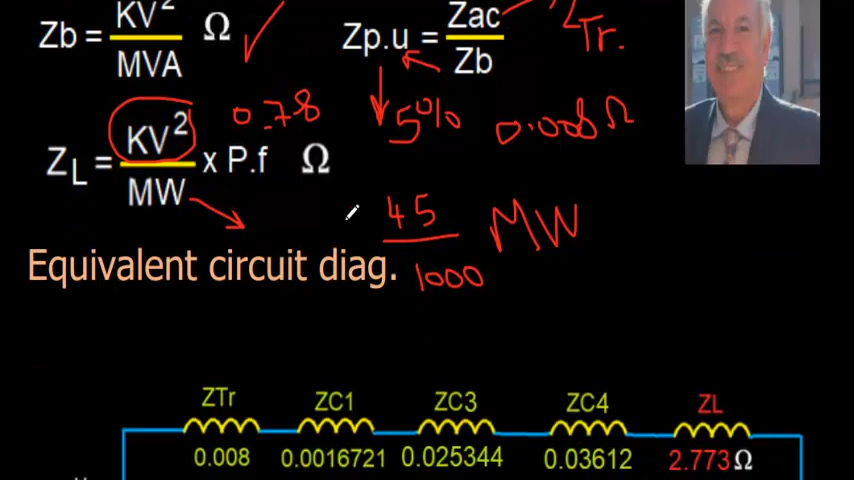 Zb = KV² / MVA Ω
Zp.u = Zac / Zb
Tr.
0.78
5%
0.008 Ω
ZL = KV² / MW x P.f Ω
45 / 1000 MW
Equivalent circuit diag.
ZTr ZC1 ZC3 ZC4 ZL
0.008 0.0016721 0.025344 0.03612 2.773 Ω